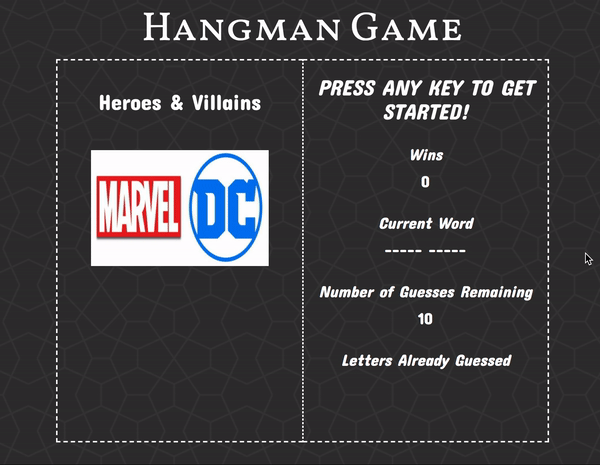 Hangman Game
Heroes & Villains
MARVEL DC
PRESS ANY KEY TO GET
STARTED!
Wins
0
Current Word
----- -----
Number of Guesses Remaining
10
Letters Already Guessed